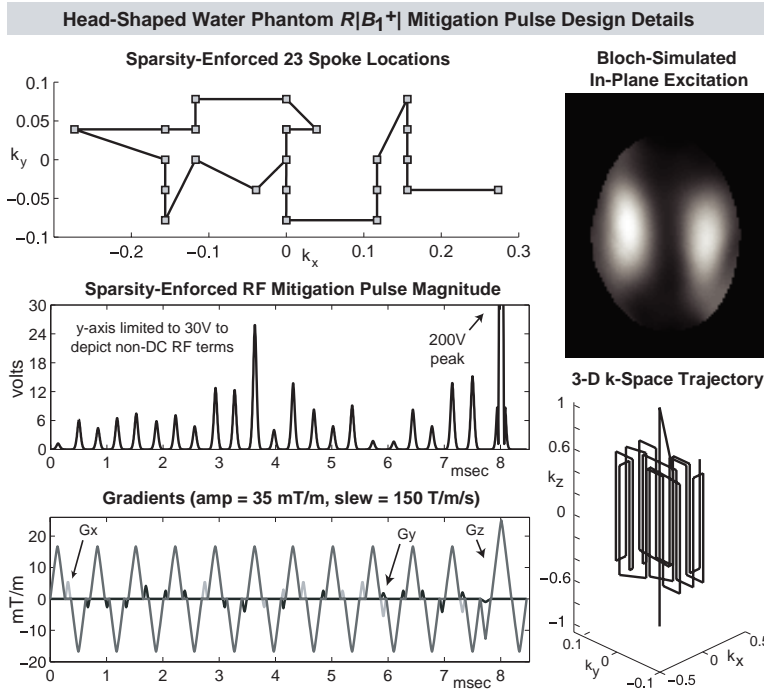 Head-Shaped Water Phantom R|B1+| Mitigation Pulse Design Details
Sparsity-Enforced 23 Spoke Locations
0.1
0.05
0
−0.05
−0.1
ky
−0.2
−0.1
0
0.1
0.2
0.3
kx
Bloch-Simulated
In-Plane Excitation
Sparsity-Enforced RF Mitigation Pulse Magnitude
30
24
18
12
6
0
volts
y-axis limited to 30V to
depict non-DC RF terms
200V
peak
0
1
2
3
4
5
6
7
8
msec
Gradients (amp = 35 mT/m, slew = 150 T/m/s)
20
10
0
−10
−20
mT/m
Gx
Gy
Gz
0
1
2
3
4
5
6
7
8
msec
3-D k-Space Trajectory
1
0.6
kz
0
−0.6
−1
0.1
0
−0.1
ky
−0.5
0
0.5
kx